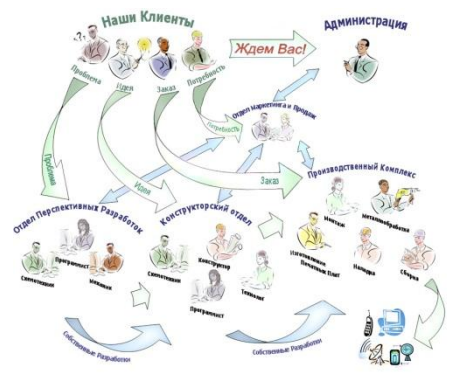 Наши Клиенты
Администрация
Ждем Вас!
Проблема
Идея
Заказ
Потребность
Отдел Маркетинга и Продаж
Потребность
Проблема
Идея
Заказ
Производственный Комплекс
Отдел Перспективных Разработок
Конструкторский отдел
Монтаж
Металлообработка
Изготовление
Печатных Плат
Наладка
Сборка
Схемотехник
Программист
Механик
Схемотехник
Конструктор
Программист
Технолог
Собственные Разработки
Собственные Разработки